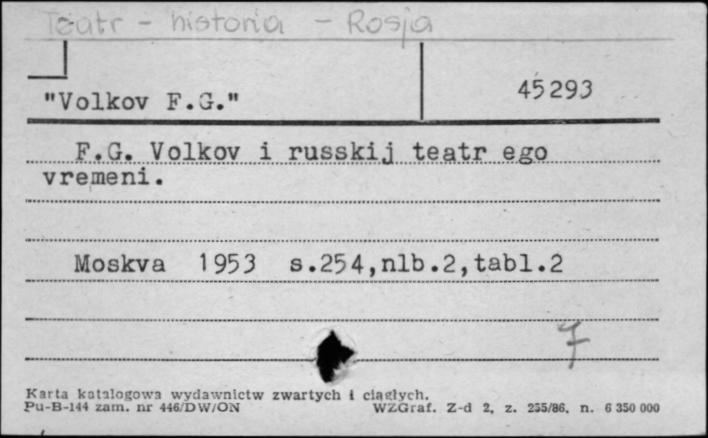 Teatr - historia - Rosja
"Volkov F.G."
45293
F.G. Volkov i russkij teatr ego
vremeni.
Moskva 1953 s.254,nlb.2,tabl.2
7
Karta katalogowa wydawnictw zwartych i ciągłych.
Pu-B-144 zam. nr 446/DW/ON
WZGraf. Z-d 2, z. 255/86, n. 6 350 000